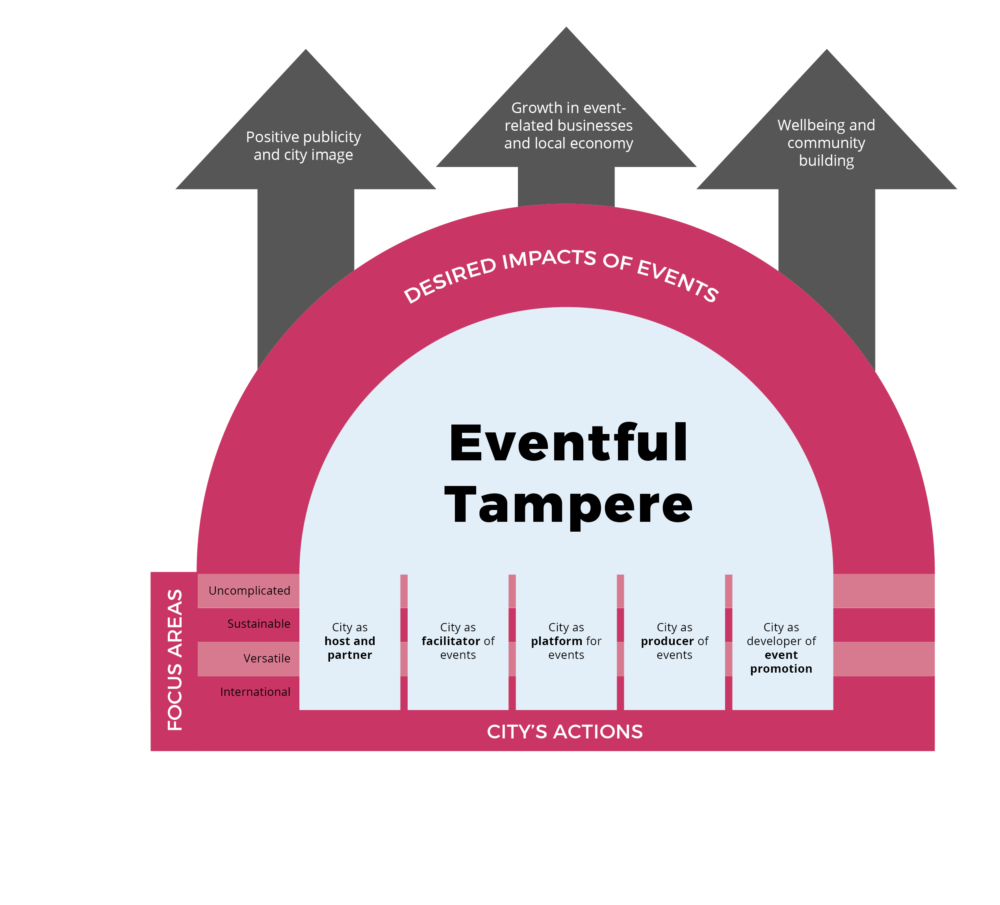 Positive publicity
and city image
Growth in event-
related businesses
and local economy
Wellbeing and
community
building
DESIRED IMPACTS OF EVENTS
Eventful
Tampere
FOCUS AREAS
Uncomplicated
Sustainable
Versatile
International
City as
host and
partner
City as
facilitator of
events
City as
platform for
events
City as
producer of
events
City as
developer of
event
promotion
CITY’S ACTIONS